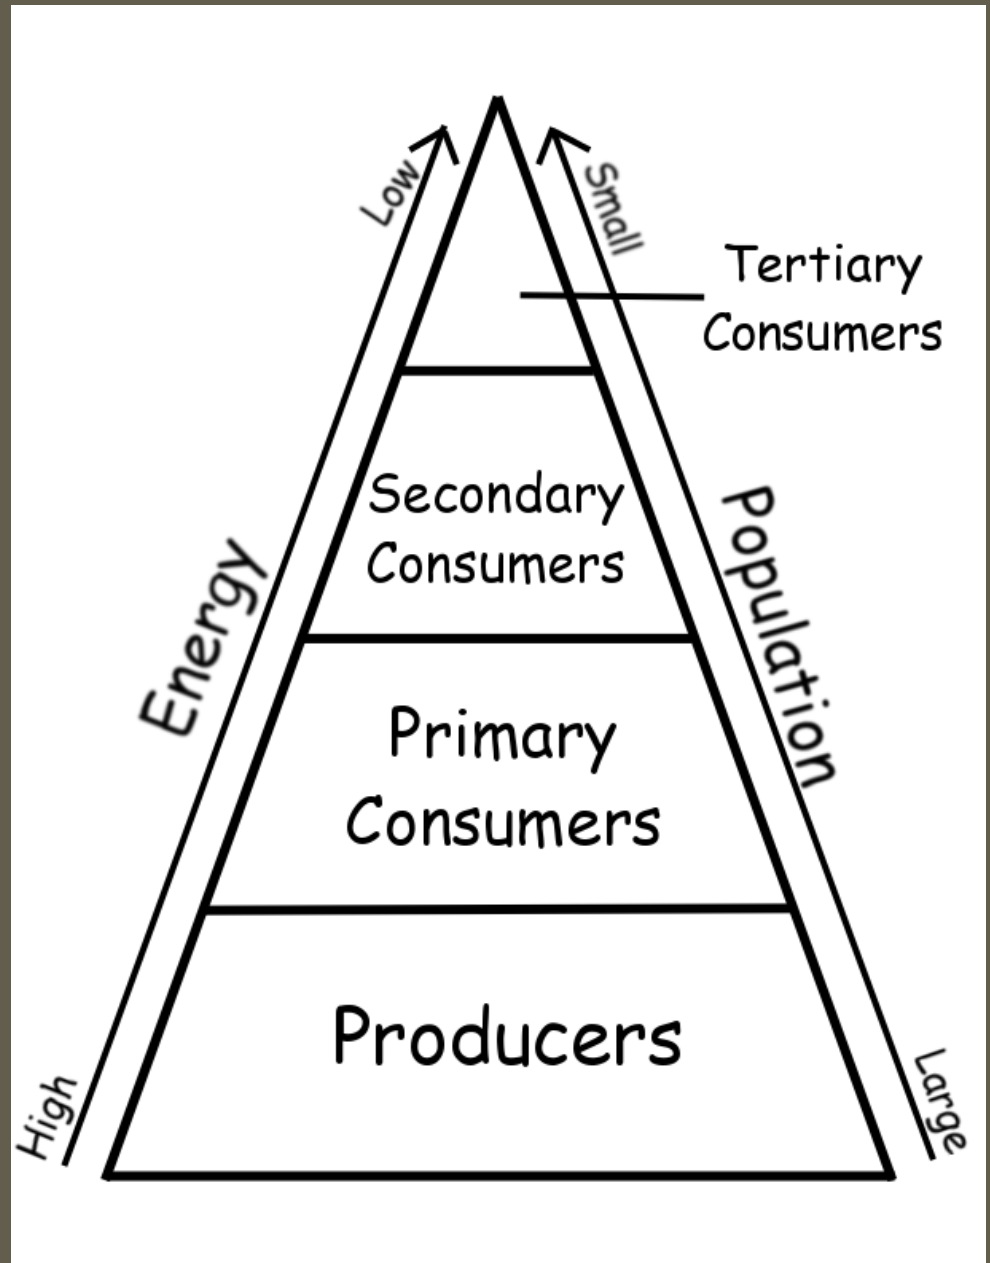 Low
Small
Tertiary
Consumers
Secondary
Consumers
Energy
Population
Primary
Consumers
Producers
High
Large